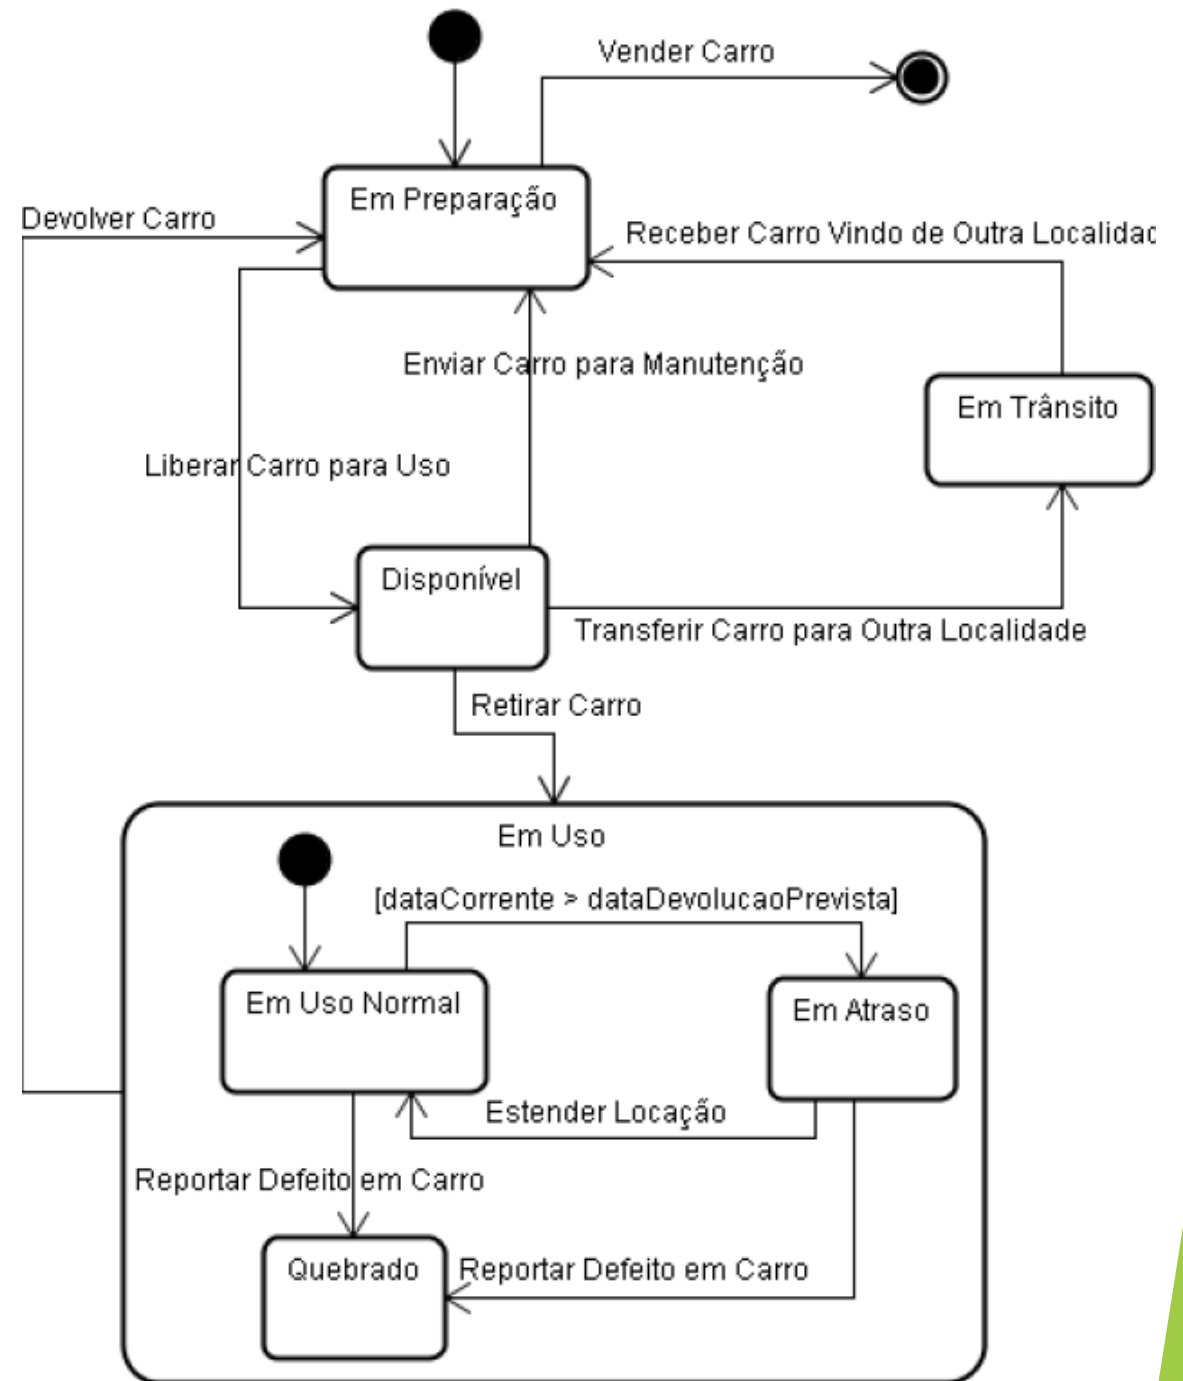 Vender Carro
Em Preparação
Devolver Carro
Receber Carro Vindo de Outra Localidac
Enviar Carro para Manutenção
Em Trânsito
Liberar Carro para Uso
Disponível
Transferir Carro para Outra Localidade
Retirar Carro
Em Uso
[dataCorrente > dataDevolucaoPrevista]
Em Uso Normal
Em Atraso
Estender Locação
Reportar Defeito em Carro
Quebrado
Reportar Defeito em Carro